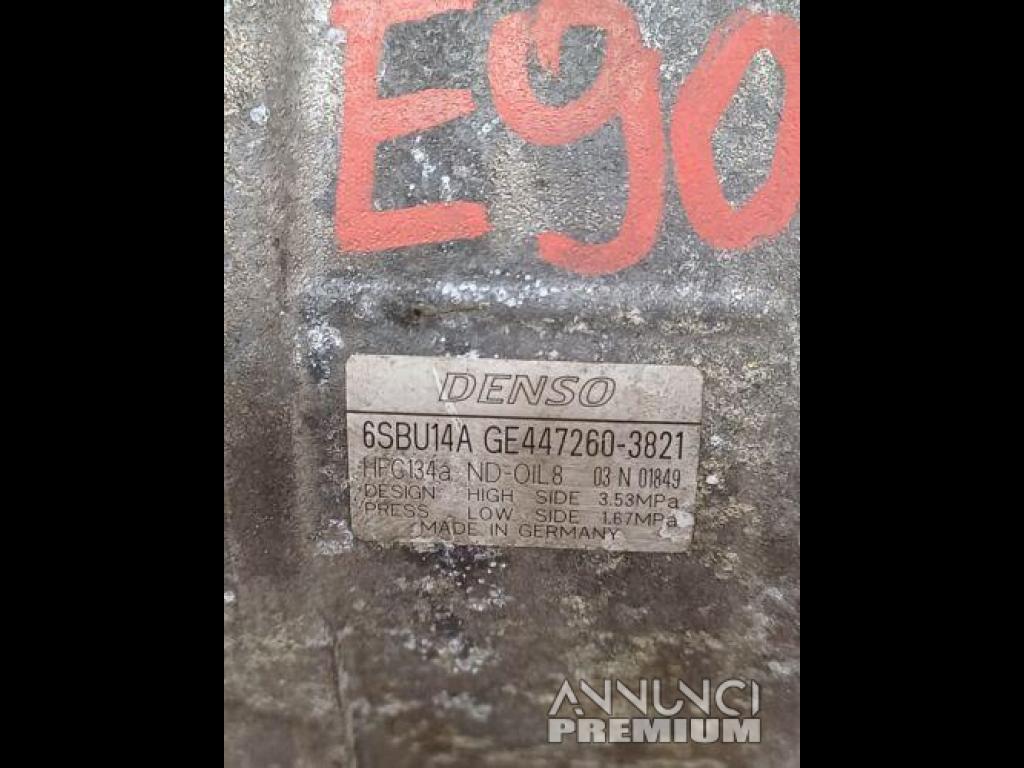 E90
DENSO
6SBU14A GE447260-3821
HFC134a ND-OIL8 03 N 01849
DESIGN HIGH SIDE 3.53MPa
PRESS LOW SIDE 1.67MPa
MADE IN GERMANY
ANNUNCI
PREMIUM